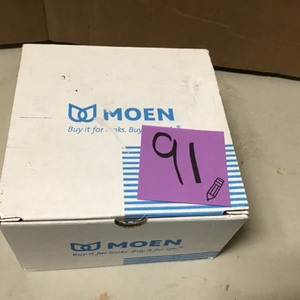 MOEN
Buy it for looks. Buy
91
MOEN
Buy it for looks. Buy it for life.®